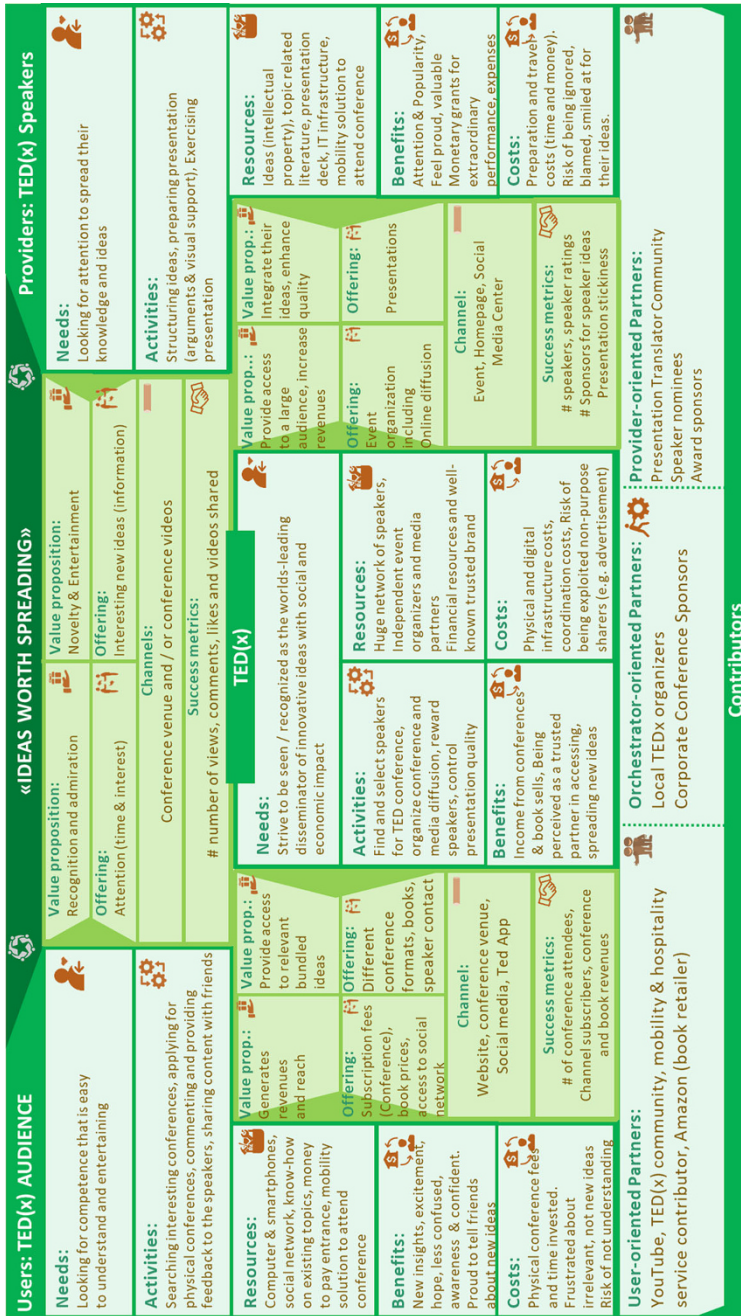 Users: TED(x) AUDIENCE
«IDEAS WORTH SPREADING»
Providers: TED(x) Speakers
Needs:
Looking for competence that is easy
to understand and entertaining
Activities:
Searching interesting conferences, applying for
physical conferences, commenting and providing
feedback to the speakers, sharing content with friends
Value proposition:
Recognition and admiration
Offering:
Attention (time & interest)
Value proposition:
Novelty & Entertainment
Offering:
Interesting new ideas (information)
Channels:
Conference venue and / or conference videos
Success metrics:
# number of views, comments, likes and videos shared
Needs:
Looking for attention to spread their
knowledge and ideas
Activities:
Structuring ideas, preparing presentation
(arguments & visual support), Exercising
presentation
Resources:
Computer & smartphones,
social network, know-how
on existing topics, money
to pay entrance, mobility
solution to attend
conference
Benefits:
New insights, excitement,
hope, less confused,
awareness & confident.
Proud to tell friends
about new ideas
Costs:
Physical conference fees
and time invested.
Frustrated about
irrelevant, not new ideas
Risk of not understanding
Value prop.:
Generates
revenues
and reach
Value prop.:
Provide access
to relevant
bundled
ideas
Offering:
Subscription fees
(Conference),
book prices,
access to social
network
Offering:
Different
conference
formats, books,
speaker contact
Channel:
Website, conference venue,
Social media, Ted App
Success metrics:
# of conference attendees,
Channel subscribers, conference
and book revenues
TED(x)
Needs:
Strive to be seen / recognized as the worlds-leading
disseminator of innovative ideas with social and
economic impact
Activities:
Find and select speakers
for TED conference,
organize conference and
media diffusion, reward
speakers, control
presentation quality
Resources:
Huge network of speakers,
Independent event
organizers and media
partners
Financial resources and well-
known trusted brand
Benefits:
Income from conferences
& book sells, Being
perceived as a trusted
partner in accessing,
spreading new ideas
Costs:
Physical and digital
infrastructure costs,
coordination costs, Risk of
being exploited non-purpose
sharers (e.g. advertisement)
Value prop..:
Provide access
to a large
audience, increase
revenues
Value prop.:
Integrate their
ideas, enhance
quality
Offering:
Event
organization
including
Online diffusion
Offering:
Presentations
Channel:
Event, Homepage, Social
Media Center
Success metrics:
# speakers, speaker ratings
# Sponsors for speaker ideas
Presentation stickiness
Resources:
Ideas (intellectual
property), topic related
literature, presentation
deck, IT infrastructure,
mobility solution to
attend conference
Benefits:
Attention & Popularity,
Feel proud, valuable
Monetary grants for
extraordinary
performance, expenses
Costs:
Preparation and travel
costs (time and money).
Risk of being ignored,
blamed, smiled at for
their ideas.
User-oriented Partners:
YouTube, TED(x) community, mobility & hospitality
service contributor, Amazon (book retailer)
Orchestrator-oriented Partners:
Local TEDx organizers
Corporate Conference Sponsors
Provider-oriented Partners:
Presentation Translator Community
Speaker nominees
Award sponsors
Contributors